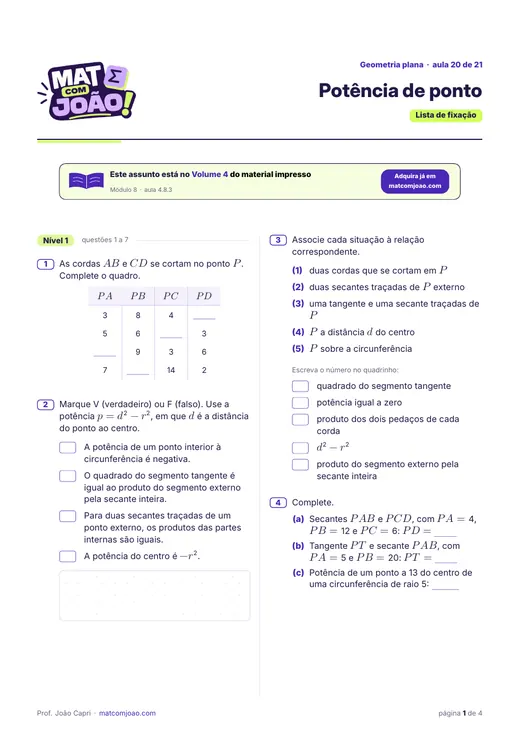 MAT Σ
COM
JOÃO!
Geometria plana · aula 20 de 21
Potência de ponto
Lista de fixação
Este assunto está no Volume 4 do material impresso
Módulo 8 · aula 4.8.3
Adquira já em
matcomjoao.com
Nível 1 questões 1 a 7
1 As cordas AB e CD se cortam no ponto P.
Complete o quadro.
PA PB PC PD
3 8 4 ____
5 6 ____ 3
____ 9 3 6
7 ____ 14 2
2 Marque V (verdadeiro) ou F (falso). Use a
potência p = d² − r², em que d é a distância
do ponto ao centro.
A potência de um ponto interior à
circunferência é negativa.
O quadrado do segmento tangente é
igual ao produto do segmento externo
pela secante inteira.
Para duas secantes traçadas de um
ponto externo, os produtos das partes
internas são iguais.
A potência do centro é −r².
3 Associe cada situação à relação
correspondente.
(1) duas cordas que se cortam em P
(2) duas secantes traçadas de P externo
(3) uma tangente e uma secante traçadas de
P
(4) P a distância d do centro
(5) P sobre a circunferência
Escreva o número no quadrinho:
quadrado do segmento tangente
potência igual a zero
produto dos dois pedaços de cada
corda
d² − r²
produto do segmento externo pela
secante inteira
4 Complete.
(a) Secantes PAB e PCD, com PA = 4,
PB = 12 e PC = 6: PD = ____
(b) Tangente PT e secante PAB, com
PA = 5 e PB = 20: PT = ____
(c) Potência de um ponto a 13 do centro de
uma circunferência de raio 5: ____
Prof. João Capri · matcomjoao.com
página 1 de 4